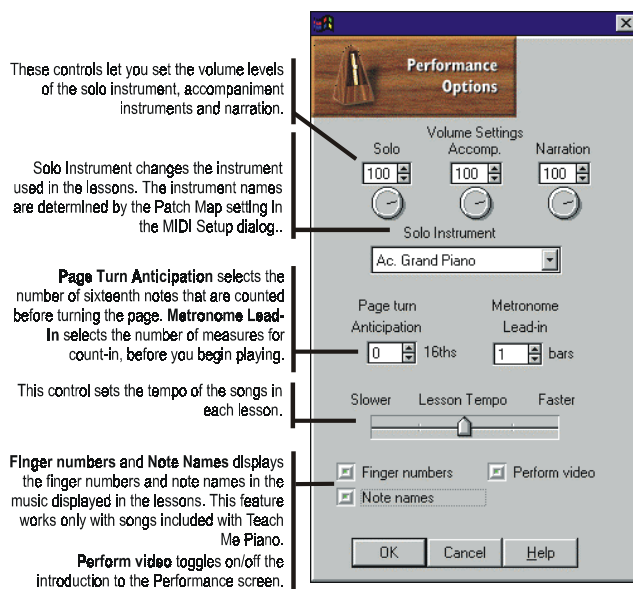 These controls let you set the volume levels
of the solo instrument, accompaniment
instruments and narration.
Solo Instrument changes the instrument
used in the lessons. The instrument names
are determined by the Patch Map setting in
the MIDI Setup dialog..
Page Turn Anticipation selects the
number of sixteenth notes that are counted
before turning the page. Metronome Lead-
In selects the number of measures for
count-in, before you begin playing.
This control sets the tempo of the songs in
each lesson.
Finger numbers and Note Names displays
the finger numbers and note names in the
music displayed in the lessons. This feature
works only with songs included with Teach
Me Piano.
Perform video toggles on/off the
introduction to the Performance screen.
Performance
Options
Volume Settings
Solo Accomp. Narration
100 100 100
Solo Instrument
Ac. Grand Piano
Page turn Metronome
Anticipation Lead-in
0 16ths 1 bars
Slower Lesson Tempo Faster
Finger numbers Perform video
Note names
OK Cancel Help